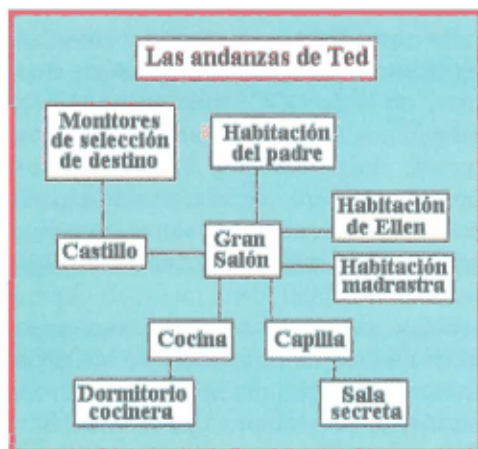 Las andanzas de Ted
Monitores
de selección
de destino
Habitación
del padre
Habitación
de Ellen
Castillo
Gran
Salón
Habitación
madrastra
Cocina
Capilla
Dormitorio
cocinera
Sala
secreta